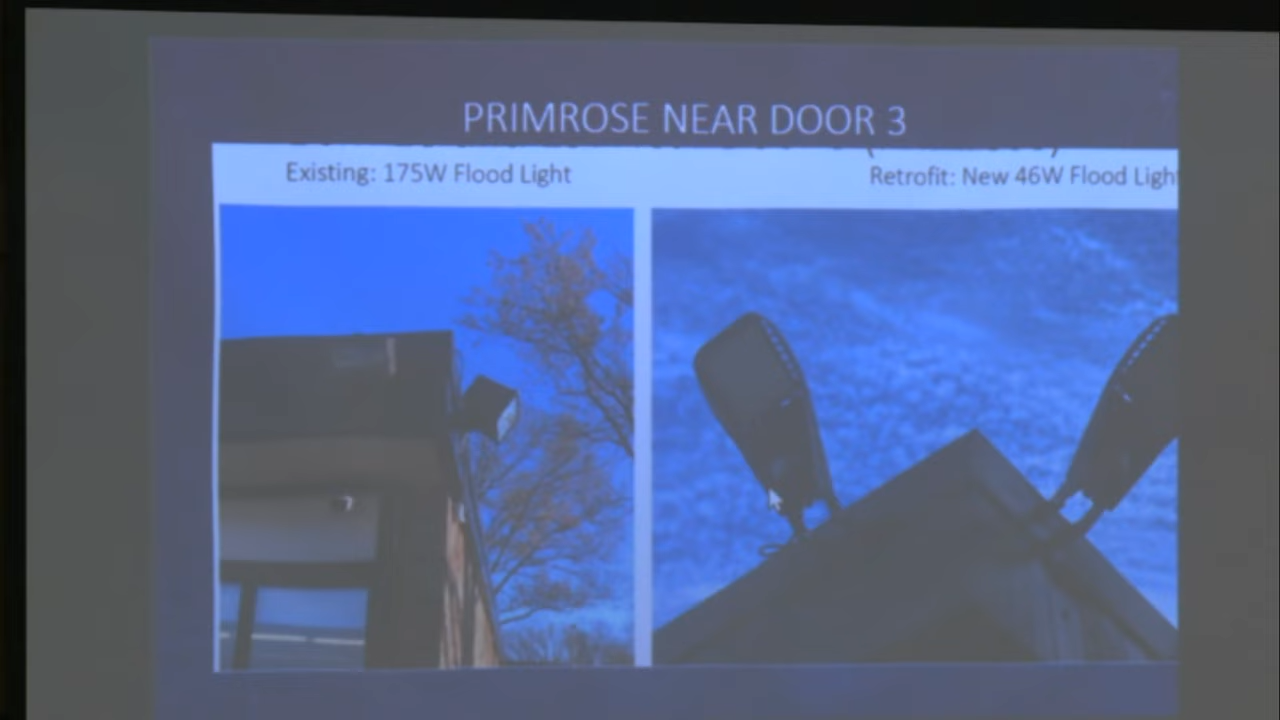 PRIMROSE NEAR DOOR 3
Existing: 175W Flood Light
Retrofit: New 46W Flood Light